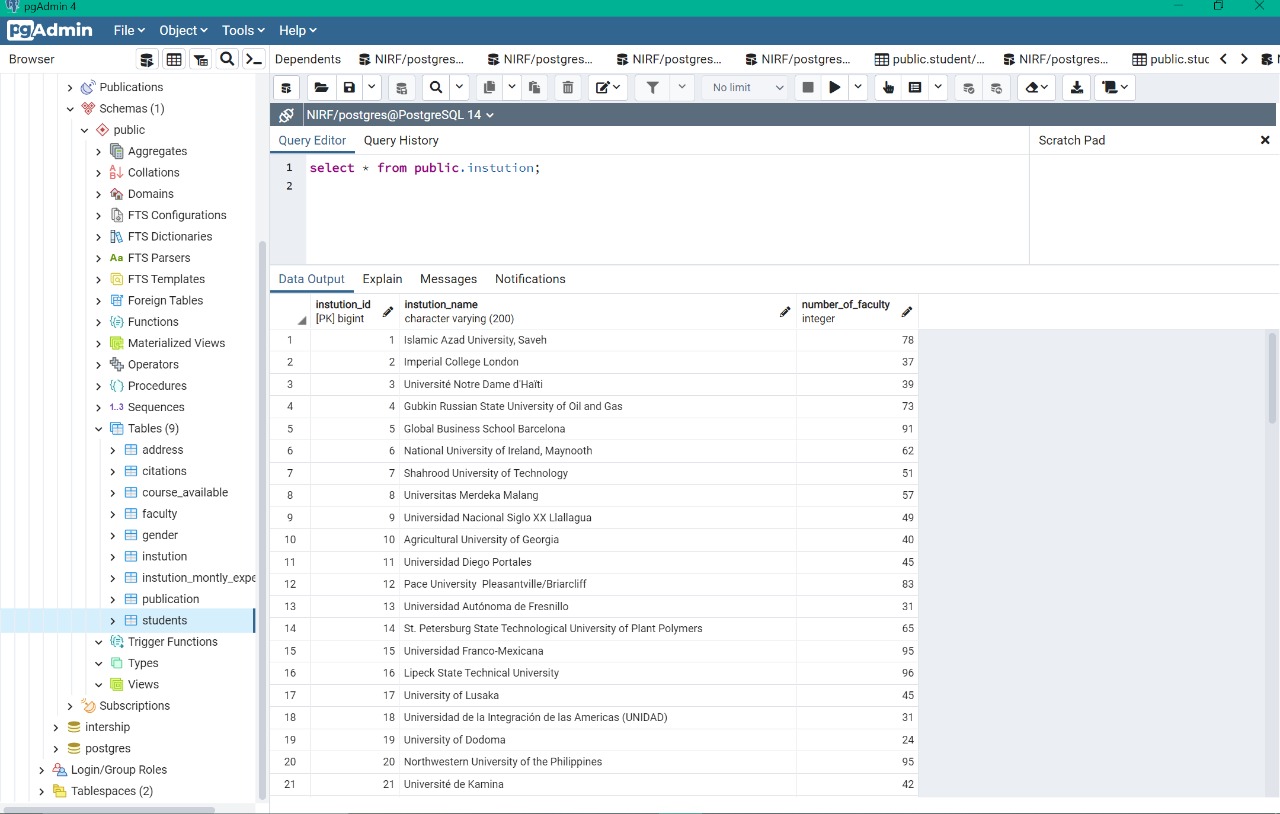 pgAdmin 4
pgAdmin File Object Tools Help
Browser
Dependents NIRF/postgres... NIRF/postgres... NIRF/postgres... NIRF/postgres... public.student/... NIRF/postgres... public.stuc
No limit
NIRF/postgres@PostgreSQL 14
Query Editor Query History
Scratch Pad
1 select * from public.instution;
2
Publications
Schemas (1)
public
Aggregates
Collations
Domains
FTS Configurations
FTS Dictionaries
Aa FTS Parsers
FTS Templates
Foreign Tables
Functions
Materialized Views
Operators
Procedures
1..3 Sequences
Tables (9)
address
citations
course_available
faculty
gender
instution
instution_montly_expe
publication
students
Trigger Functions
Types
Views
Subscriptions
intership
postgres
Login/Group Roles
Tablespaces (2)
Data Output Explain Messages Notifications
instution_id instution_name number_of_faculty
[PK] bigint character varying (200) integer
1 1 Islamic Azad University, Saveh 78
2 2 Imperial College London 37
3 3 Université Notre Dame d'Haïti 39
4 4 Gubkin Russian State University of Oil and Gas 73
5 5 Global Business School Barcelona 91
6 6 National University of Ireland, Maynooth 62
7 7 Shahrood University of Technology 51
8 8 Universitas Merdeka Malang 57
9 9 Universidad Nacional Siglo XX Llallagua 49
10 10 Agricultural University of Georgia 40
11 11 Universidad Diego Portales 45
12 12 Pace University Pleasantville/Briarcliff 83
13 13 Universidad Autónoma de Fresnillo 31
14 14 St. Petersburg State Technological University of Plant Polymers 65
15 15 Universidad Franco-Mexicana 95
16 16 Lipeck State Technical University 96
17 17 University of Lusaka 45
18 18 Universidad de la Integración de las Americas (UNIDAD) 31
19 19 University of Dodoma 24
20 20 Northwestern University of the Philippines 95
21 21 Université de Kamina 42